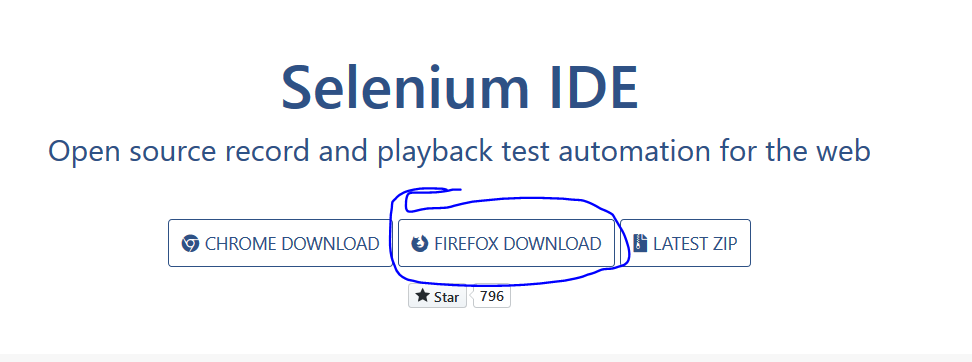 Selenium IDE
Open source record and playback test automation for the web
CHROME DOWNLOAD FIREFOX DOWNLOAD LATEST ZIP
Star 796